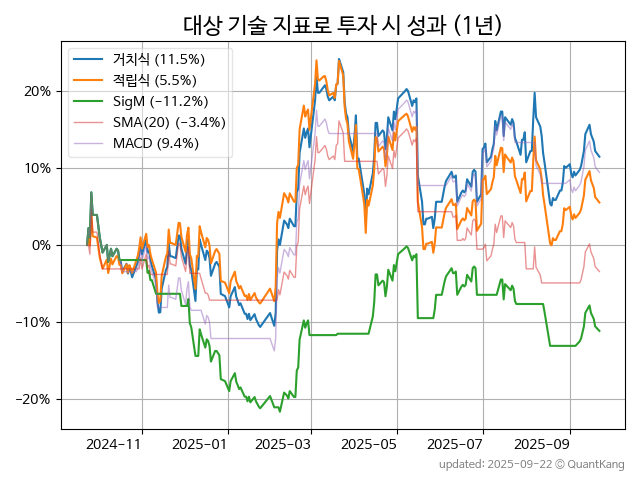 대상 기술 지표로 투자 시 성과 (1년)
거치식 (11.5%)
적립식 (5.5%)
SigM (−11.2%)
SMA(20) (−3.4%)
MACD (9.4%)
20%
10%
0%
−10%
−20%
2024-11
2025-01
2025-03
2025-05
2025-07
2025-09
updated: 2025-09-22 © QuantKang